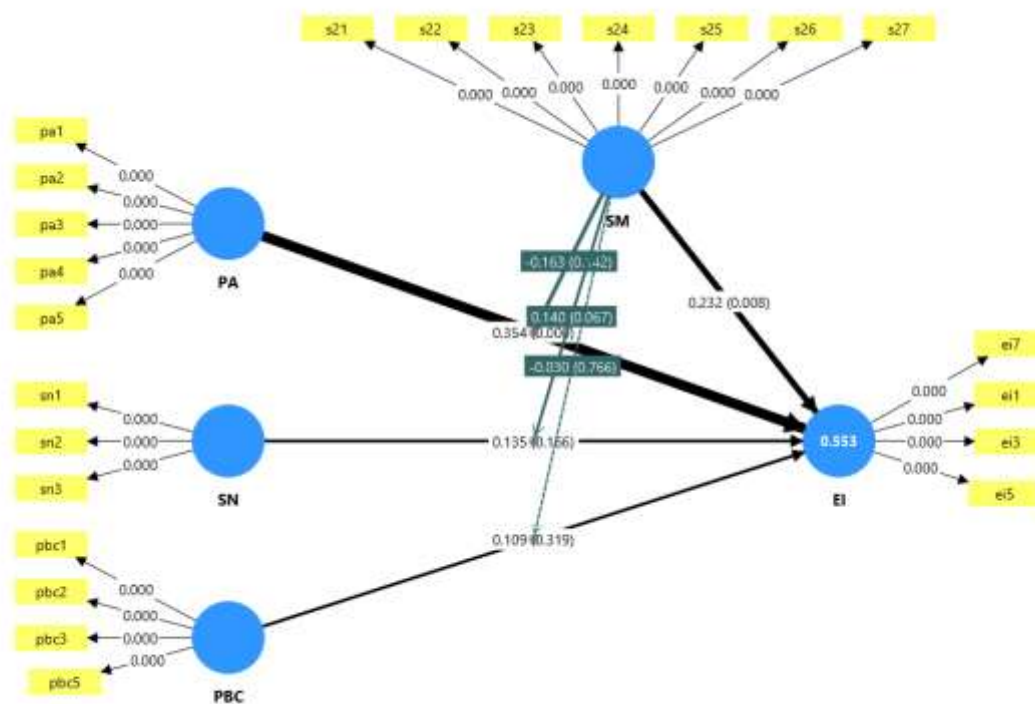 s21 s22 s23 s24 s25 s26 s27
0.000 0.000 0.000 0.000 0.000 0.000 0.000
SM
pa1
pa2
pa3
pa4
pa5
0.000
0.000
0.000
0.000
0.000
PA
-0.163
0.140 (0.067)
0.354
-0.030 (0.766)
0.232 (0.008)
sn1
sn2
sn3
0.000
0.000
0.000
SN
0.135
0.553
EI
ei7
ei1
ei3
ei5
0.000
0.000
0.000
0.000
pbc1
pbc2
pbc3
pbc5
0.000
0.000
0.000
0.000
PBC
0.109 (0.319)